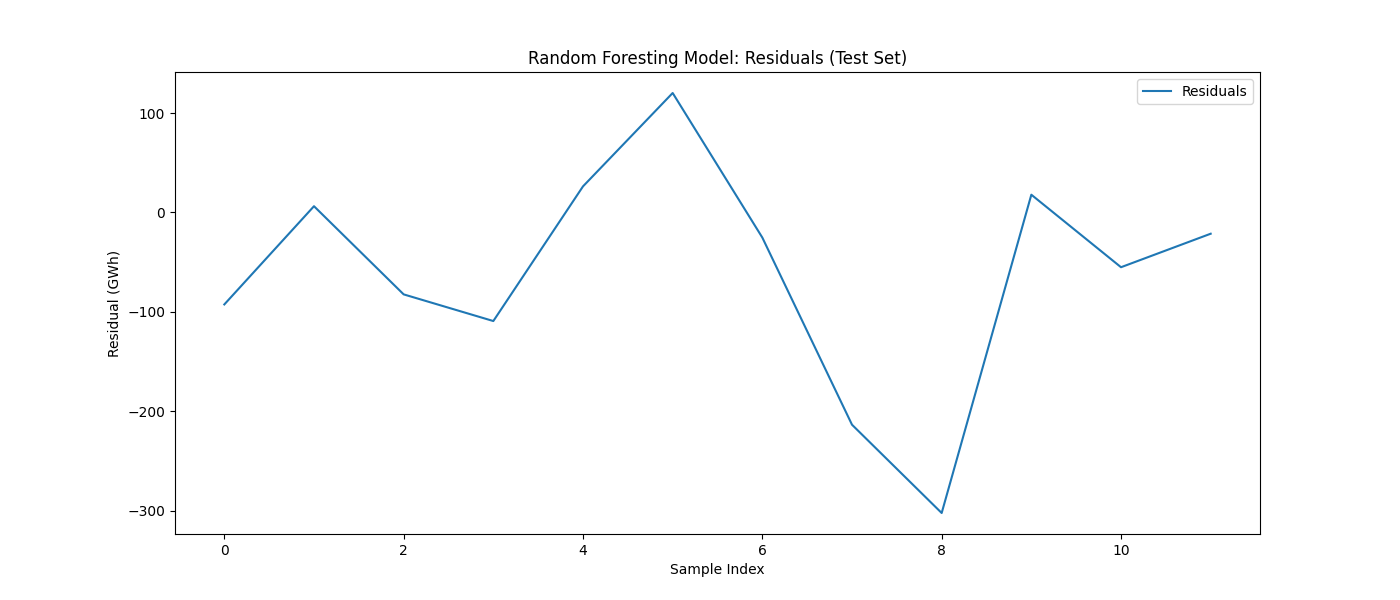 Random Foresting Model: Residuals (Test Set)
Residuals
Residual (GWh)
100
0
−100
−200
−300
0 2 4 6 8 10
Sample Index